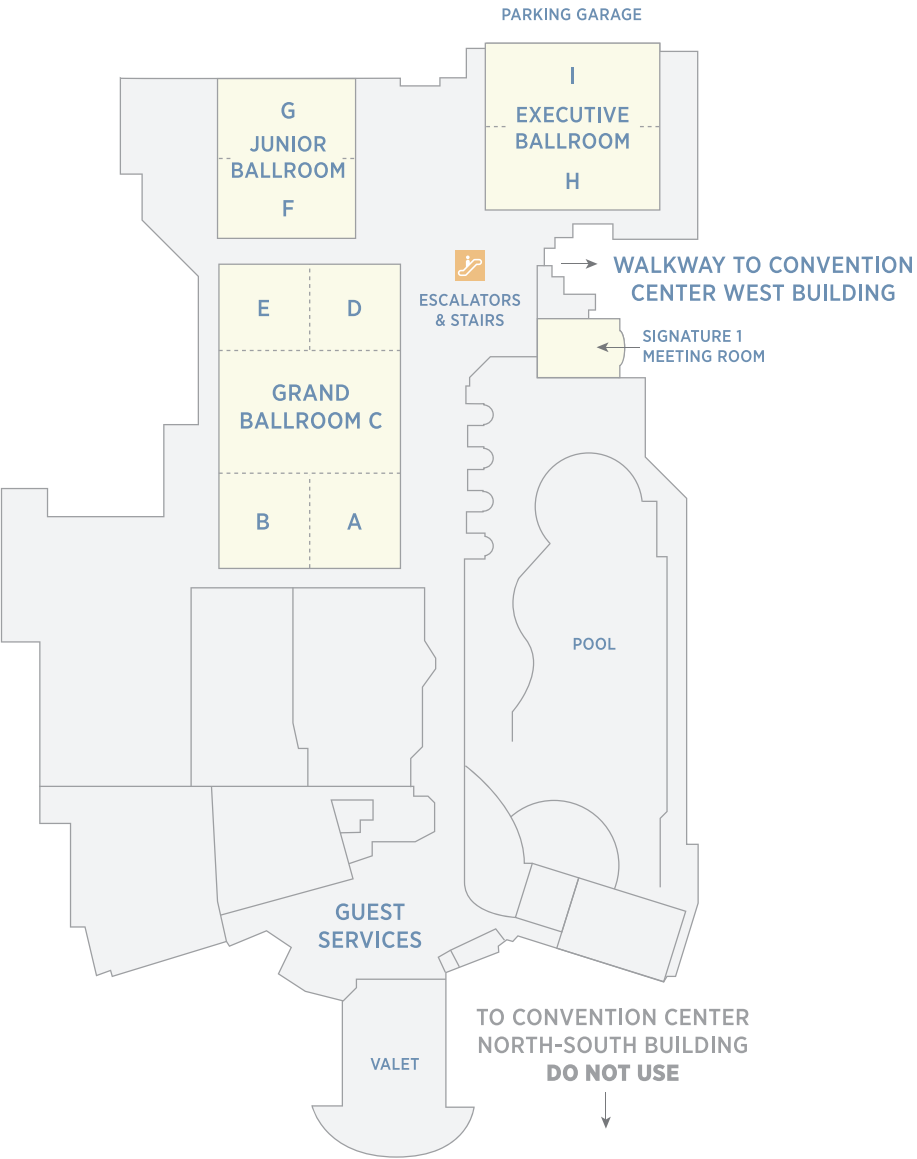 PARKING GARAGE
I
EXECUTIVE
BALLROOM
H
G
JUNIOR
BALLROOM
F
WALKWAY TO CONVENTION
CENTER WEST BUILDING
ESCALATORS
& STAIRS
E
D
SIGNATURE 1
MEETING ROOM
GRAND
BALLROOM C
B
A
POOL
GUEST
SERVICES
TO CONVENTION CENTER
NORTH-SOUTH BUILDING
DO NOT USE
VALET